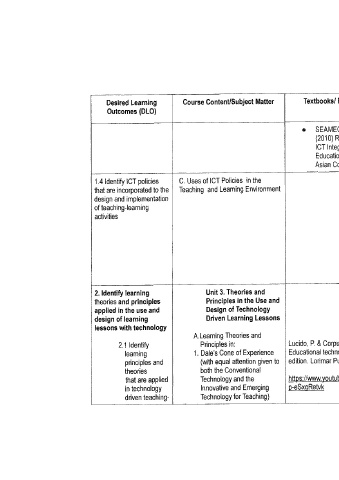 Desired Learning
Outcomes (DLO)
Course Content/Subject Matter
Textbooks/
SEAMEO
(2010) R
ICT Integ
Educatio
Asian Co
1.4 Identify ICT policies
that are incorporated to the
design and implementation
of teaching-learning
activities
C. Uses of ICT Policies in the
Teaching and Learning Environment
2. Identify learning
theories and principles
applied in the use and
design of learning
lessons with technology
2.1 Identify
learning
principles and
theories
that are applied
in technology
driven teaching-
Unit 3. Theories and
Principles in the Use and
Design of Technology
Driven Learning Lessons
A.Learning Theories and
Principles in:
1. Dale's Cone of Experience
(with equal attention given to
both the Conventional
Technology and the
Innovative and Emerging
Technology for Teaching)
Lucido, P. & Corpu
Educational techn
edition. Lorimar Pu
https://www.youtut
p-eSxgRetvk